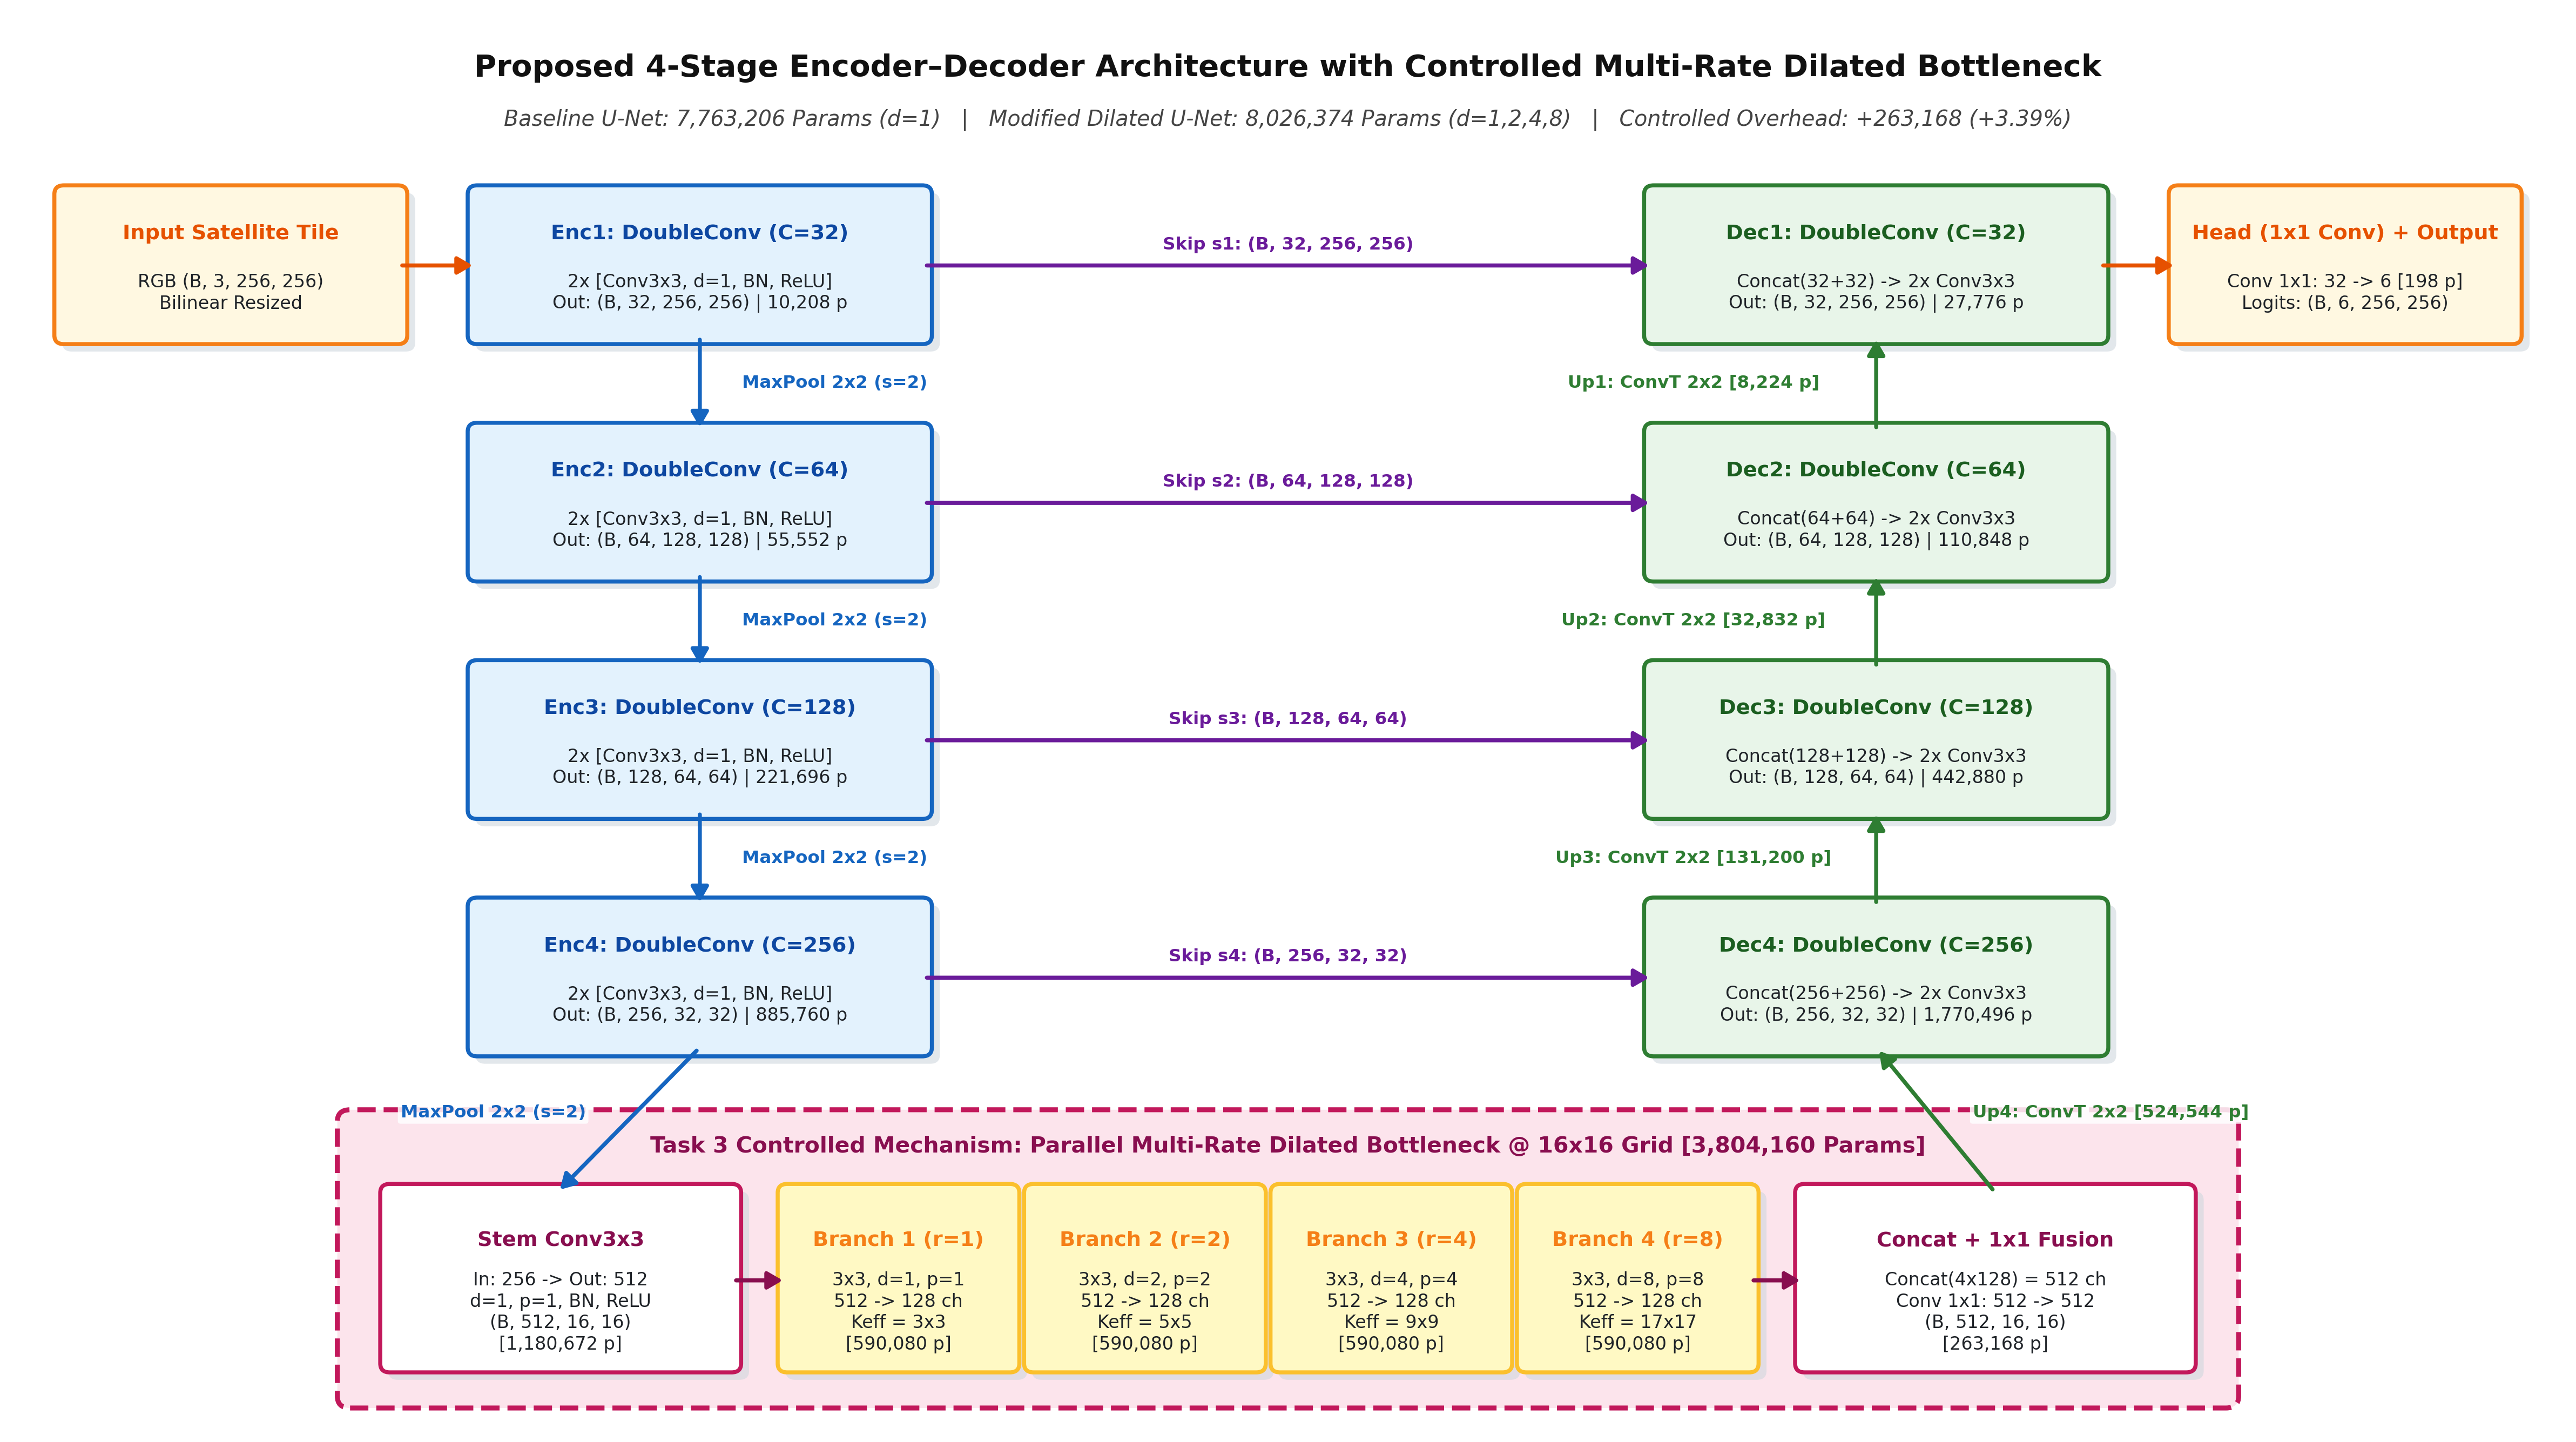 Proposed 4-Stage Encoder–Decoder Architecture with Controlled Multi-Rate Dilated Bottleneck
Baseline U-Net: 7,763,206 Params (d=1) | Modified Dilated U-Net: 8,026,374 Params (d=1,2,4,8) | Controlled Overhead: +263,168 (+3.39%)
Input Satellite Tile
RGB (B, 3, 256, 256)
Bilinear Resized
Enc1: DoubleConv (C=32)
2x [Conv3x3, d=1, BN, ReLU]
Out: (B, 32, 256, 256) | 10,208 p
Skip s1: (B, 32, 256, 256)
Dec1: DoubleConv (C=32)
Concat(32+32) -> 2x Conv3x3
Out: (B, 32, 256, 256) | 27,776 p
Head (1x1 Conv) + Output
Conv 1x1: 32 -> 6 [198 p]
Logits: (B, 6, 256, 256)
MaxPool 2x2 (s=2)
Up1: ConvT 2x2 [8,224 p]
Enc2: DoubleConv (C=64)
2x [Conv3x3, d=1, BN, ReLU]
Out: (B, 64, 128, 128) | 55,552 p
Skip s2: (B, 64, 128, 128)
Dec2: DoubleConv (C=64)
Concat(64+64) -> 2x Conv3x3
Out: (B, 64, 128, 128) | 110,848 p
MaxPool 2x2 (s=2)
Up2: ConvT 2x2 [32,832 p]
Enc3: DoubleConv (C=128)
2x [Conv3x3, d=1, BN, ReLU]
Out: (B, 128, 64, 64) | 221,696 p
Skip s3: (B, 128, 64, 64)
Dec3: DoubleConv (C=128)
Concat(128+128) -> 2x Conv3x3
Out: (B, 128, 64, 64) | 442,880 p
MaxPool 2x2 (s=2)
Up3: ConvT 2x2 [131,200 p]
Enc4: DoubleConv (C=256)
2x [Conv3x3, d=1, BN, ReLU]
Out: (B, 256, 32, 32) | 885,760 p
Skip s4: (B, 256, 32, 32)
Dec4: DoubleConv (C=256)
Concat(256+256) -> 2x Conv3x3
Out: (B, 256, 32, 32) | 1,770,496 p
MaxPool 2x2 (s=2)
Up4: ConvT 2x2 [524,544 p]
Task 3 Controlled Mechanism: Parallel Multi-Rate Dilated Bottleneck @ 16x16 Grid [3,804,160 Params]
Stem Conv3x3
In: 256 -> Out: 512
d=1, p=1, BN, ReLU
(B, 512, 16, 16)
[1,180,672 p]
Branch 1 (r=1)
3x3, d=1, p=1
512 -> 128 ch
Keff = 3x3
[590,080 p]
Branch 2 (r=2)
3x3, d=2, p=2
512 -> 128 ch
Keff = 5x5
[590,080 p]
Branch 3 (r=4)
3x3, d=4, p=4
512 -> 128 ch
Keff = 9x9
[590,080 p]
Branch 4 (r=8)
3x3, d=8, p=8
512 -> 128 ch
Keff = 17x17
[590,080 p]
Concat + 1x1 Fusion
Concat(4x128) = 512 ch
Conv 1x1: 512 -> 512
(B, 512, 16, 16)
[263,168 p]